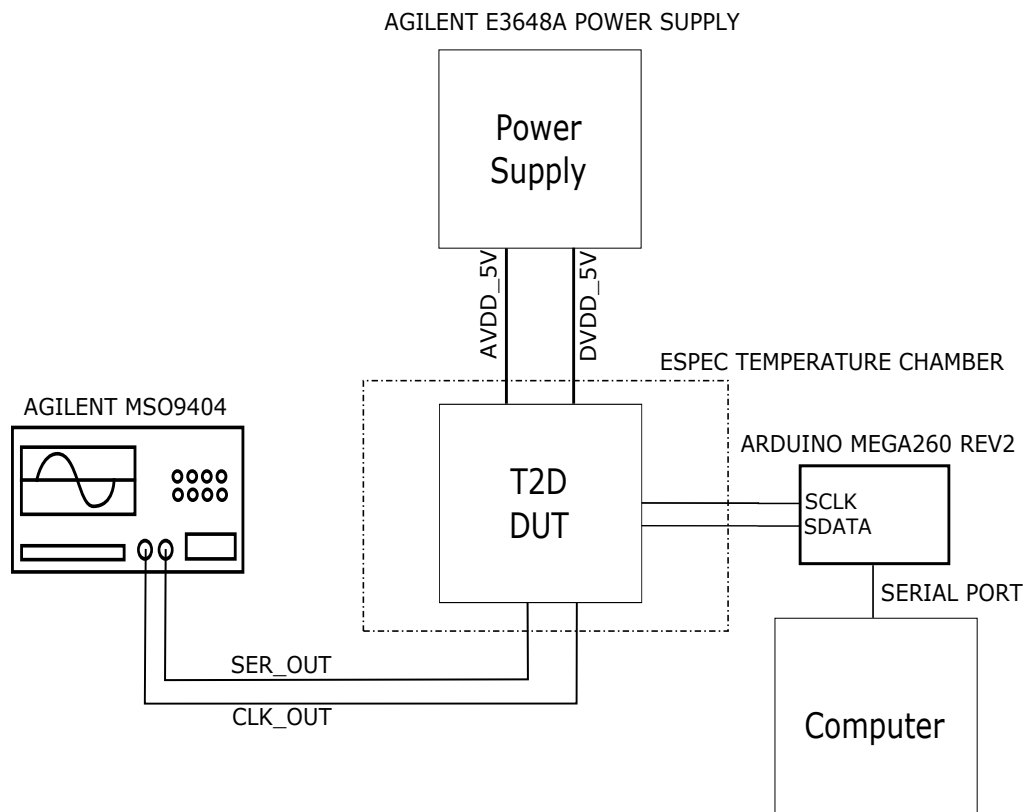 AGILENT E3648A POWER SUPPLY
Power
Supply
AVDD_5V
DVDD_5V
ESPEC TEMPERATURE CHAMBER
AGILENT MSO9404
ARDUINO MEGA260 REV2
T2D
DUT
SCLK
SDATA
SERIAL PORT
SER_OUT
CLK_OUT
Computer